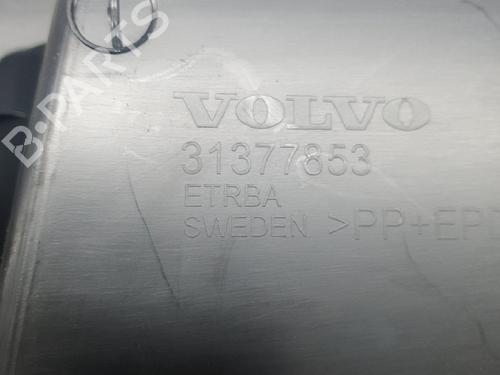 B-PARTS
VOLVO
31377853
ETRBA
SWEDEN >PP+EP